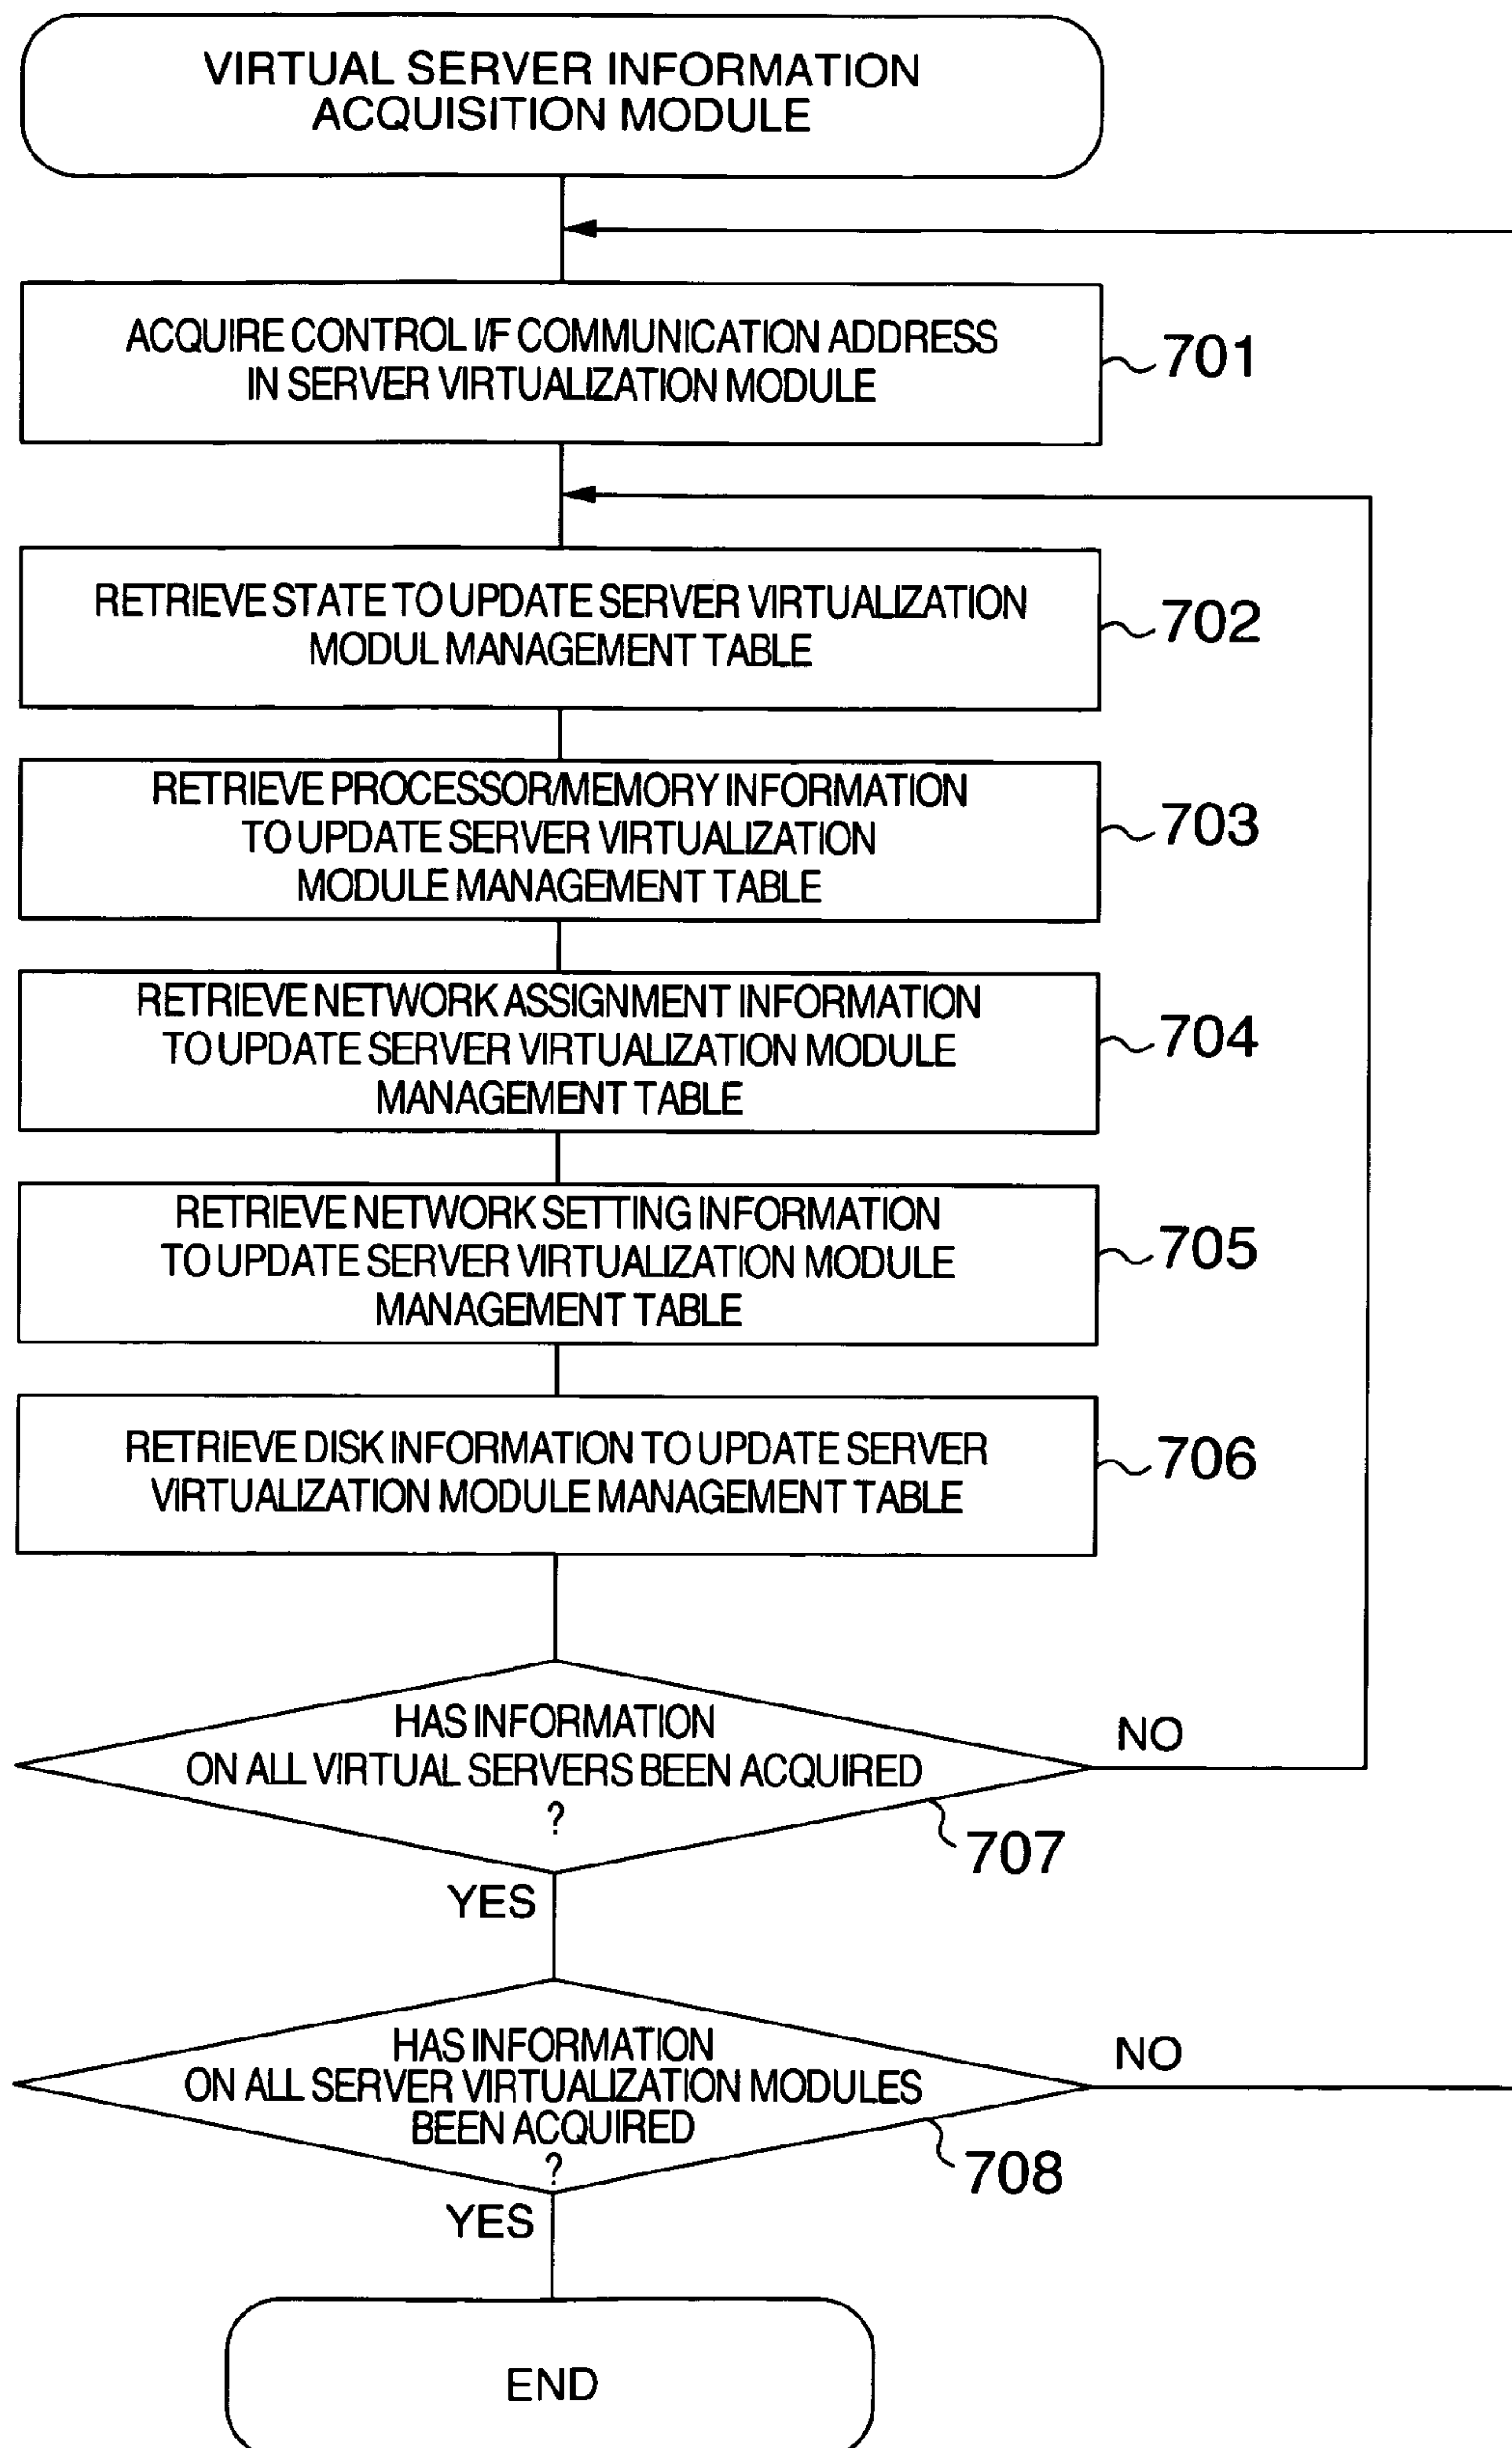 VIRTUAL SERVER INFORMATION
ACQUISITION MODULE
ACQUIRE CONTROL I/F COMMUNICATION ADDRESS
IN SERVER VIRTUALIZATION MODULE
701
RETRIEVE STATE TO UPDATE SERVER VIRTUALIZATION
MODUL MANAGEMENT TABLE
702
RETRIEVE PROCESSOR/MEMORY INFORMATION
TO UPDATE SERVER VIRTUALIZATION
MODULE MANAGEMENT TABLE
703
RETRIEVE NETWORK ASSIGNMENT INFORMATION
TO UPDATE SERVER VIRTUALIZATION MODULE
MANAGEMENT TABLE
704
RETRIEVE NETWORK SETTING INFORMATION
TO UPDATE SERVER VIRTUALIZATION MODULE
MANAGEMENT TABLE
705
RETRIEVE DISK INFORMATION TO UPDATE SERVER
VIRTUALIZATION MODULE MANAGEMENT TABLE
706
HAS INFORMATION
ON ALL VIRTUAL SERVERS BEEN ACQUIRED
?
NO
707
YES
HAS INFORMATION
ON ALL SERVER VIRTUALIZATION MODULES
BEEN ACQUIRED
?
NO
708
YES
END